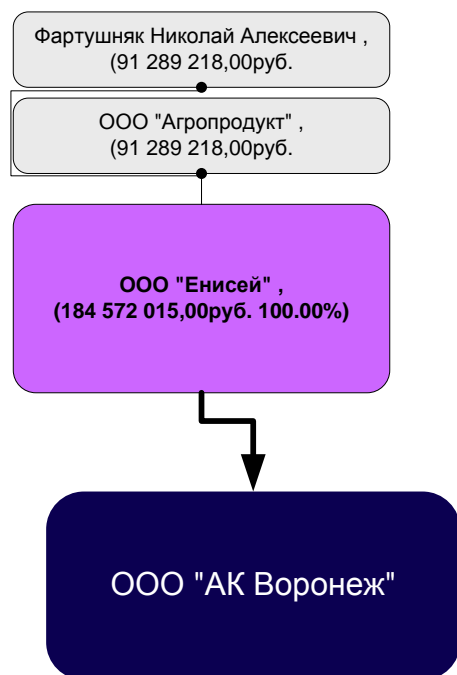 Фартушняк Николай Алексеевич ,
(91 289 218,00руб.
ООО "Агропродукт" ,
(91 289 218,00руб.
ООО "Енисей" ,
(184 572 015,00руб. 100.00%)
ООО "АК Воронеж"